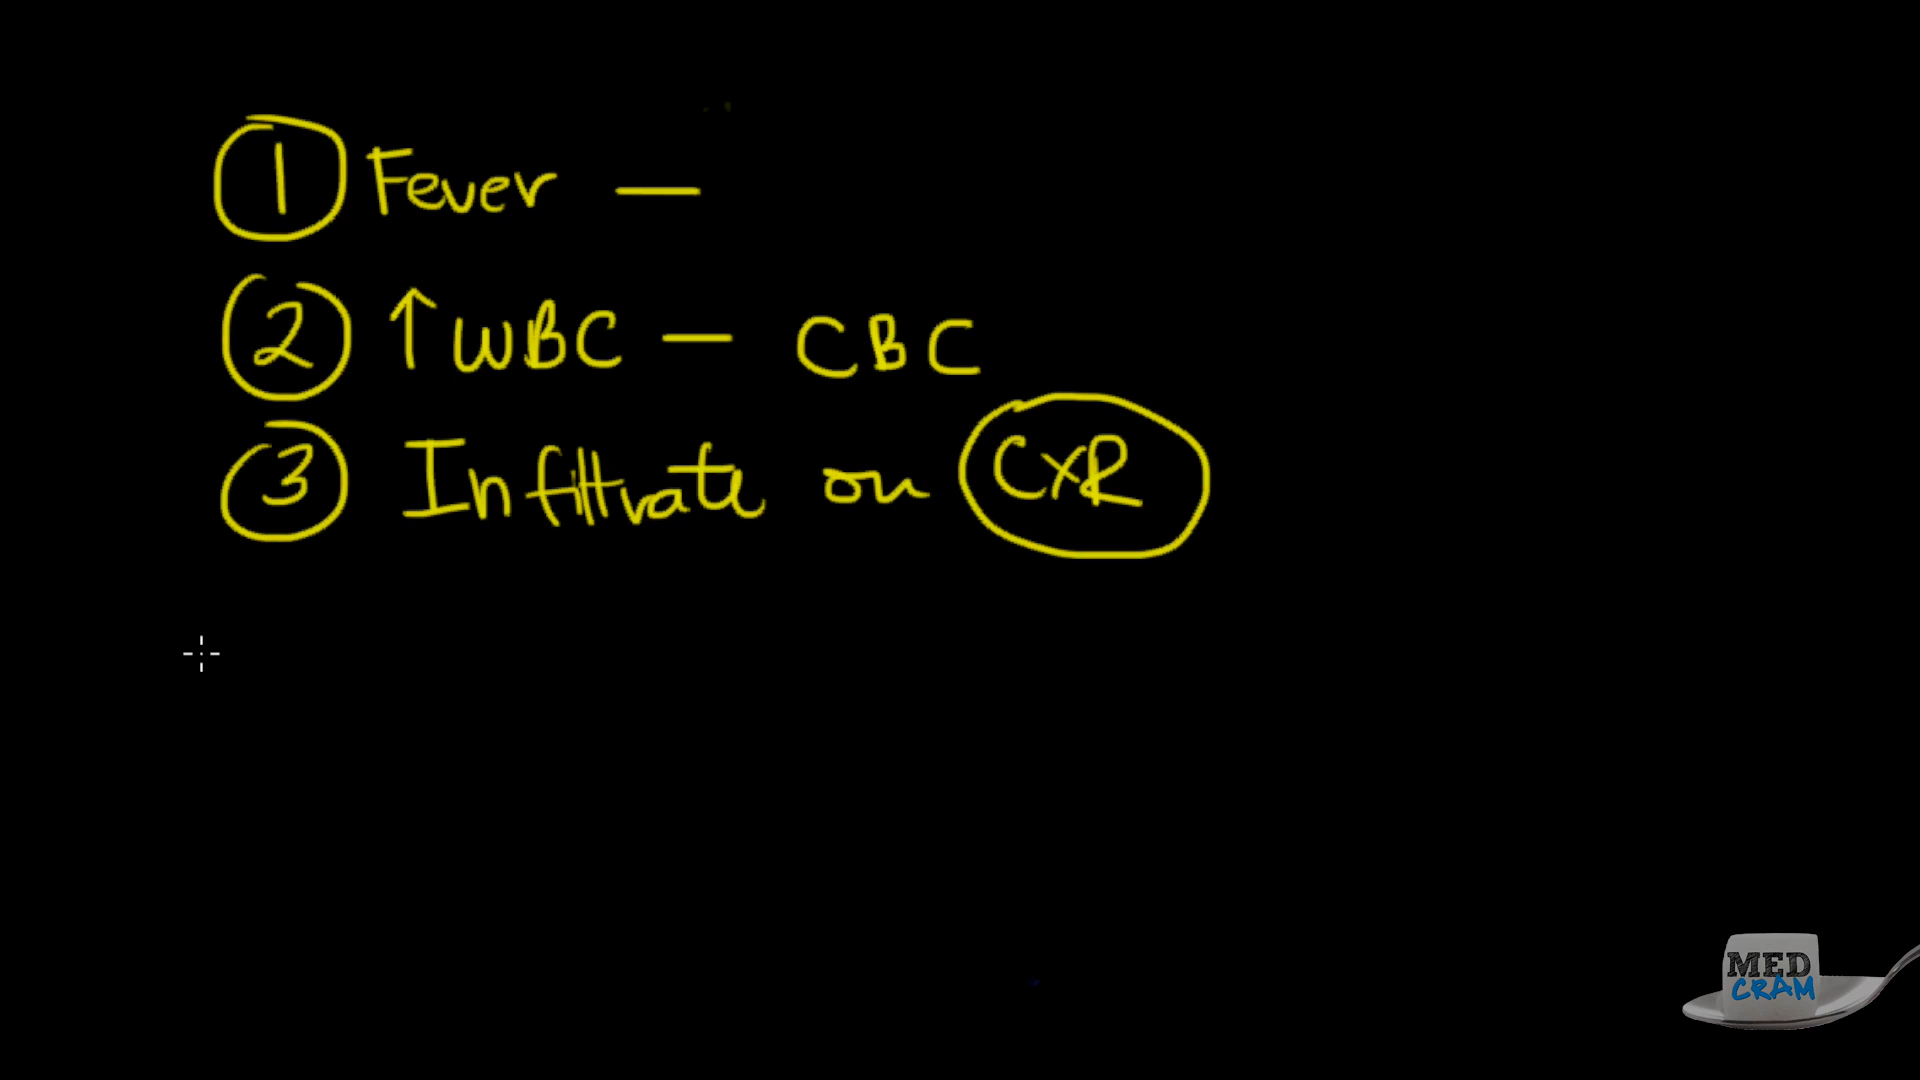 1 Fever —
2 ↑ WBC — CBC
3 Infiltrate on CXR
MED
CRAM